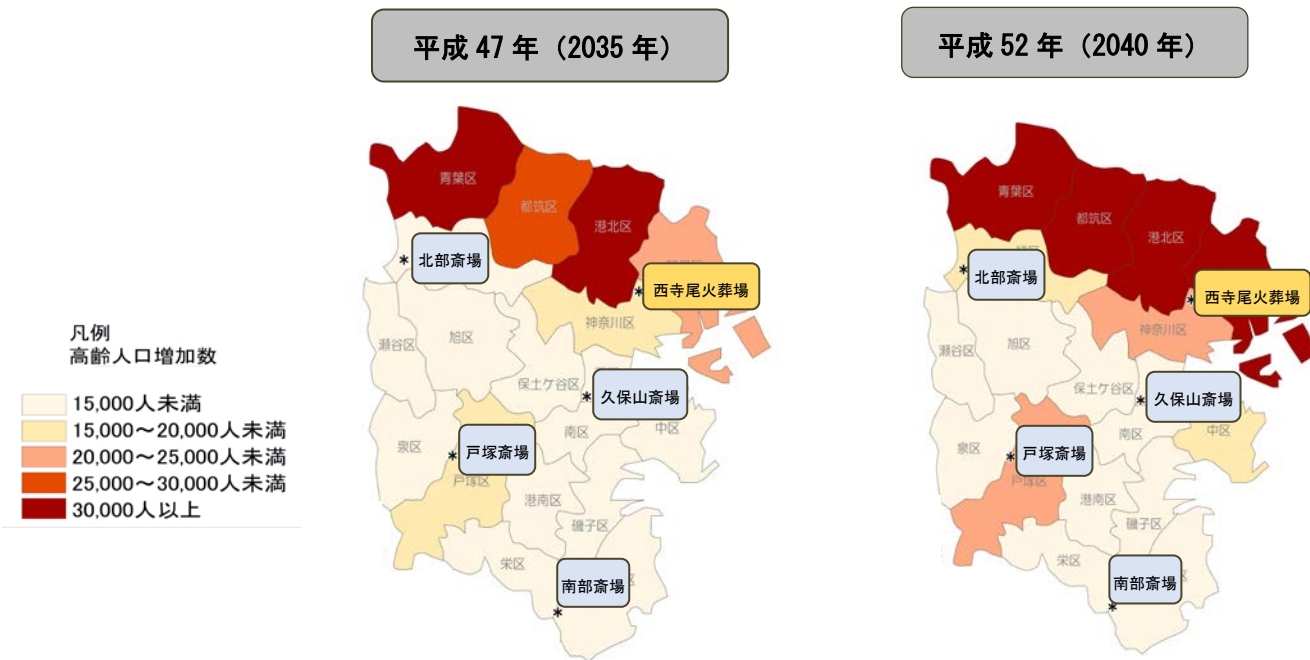 平成 47 年（2035 年）
青葉区
都筑区
港北区
北部斎場
西寺尾火葬場
神奈川区
旭区
瀬谷区
保土ケ谷区
久保山斎場
泉区
戸塚斎場
南区
中区
戸塚区
港南区
磯子区
栄区
南部斎場
平成 52 年（2040 年）
青葉区
都筑区
港北区
北部斎場
西寺尾火葬場
神奈川区
旭区
瀬谷区
保土ケ谷区
久保山斎場
泉区
戸塚斎場
南区
中区
戸塚区
港南区
磯子区
栄区
南部斎場
区
凡例
高齢人口増加数
15,000人未満
15,000～20,000人未満
20,000～25,000人未満
25,000～30,000人未満
30,000人以上